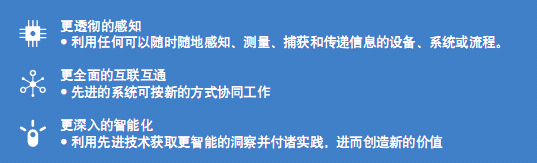 更透彻的感知
• 利用任何可以随时随地感知、测量、捕获和传递信息的设备、系统或流程。
更全面的互联互通
• 先进的系统可按新的方式协同工作
更深入的智能化
• 利用先进技术获取更智能的洞察并付诸实践，进而创造新的价值